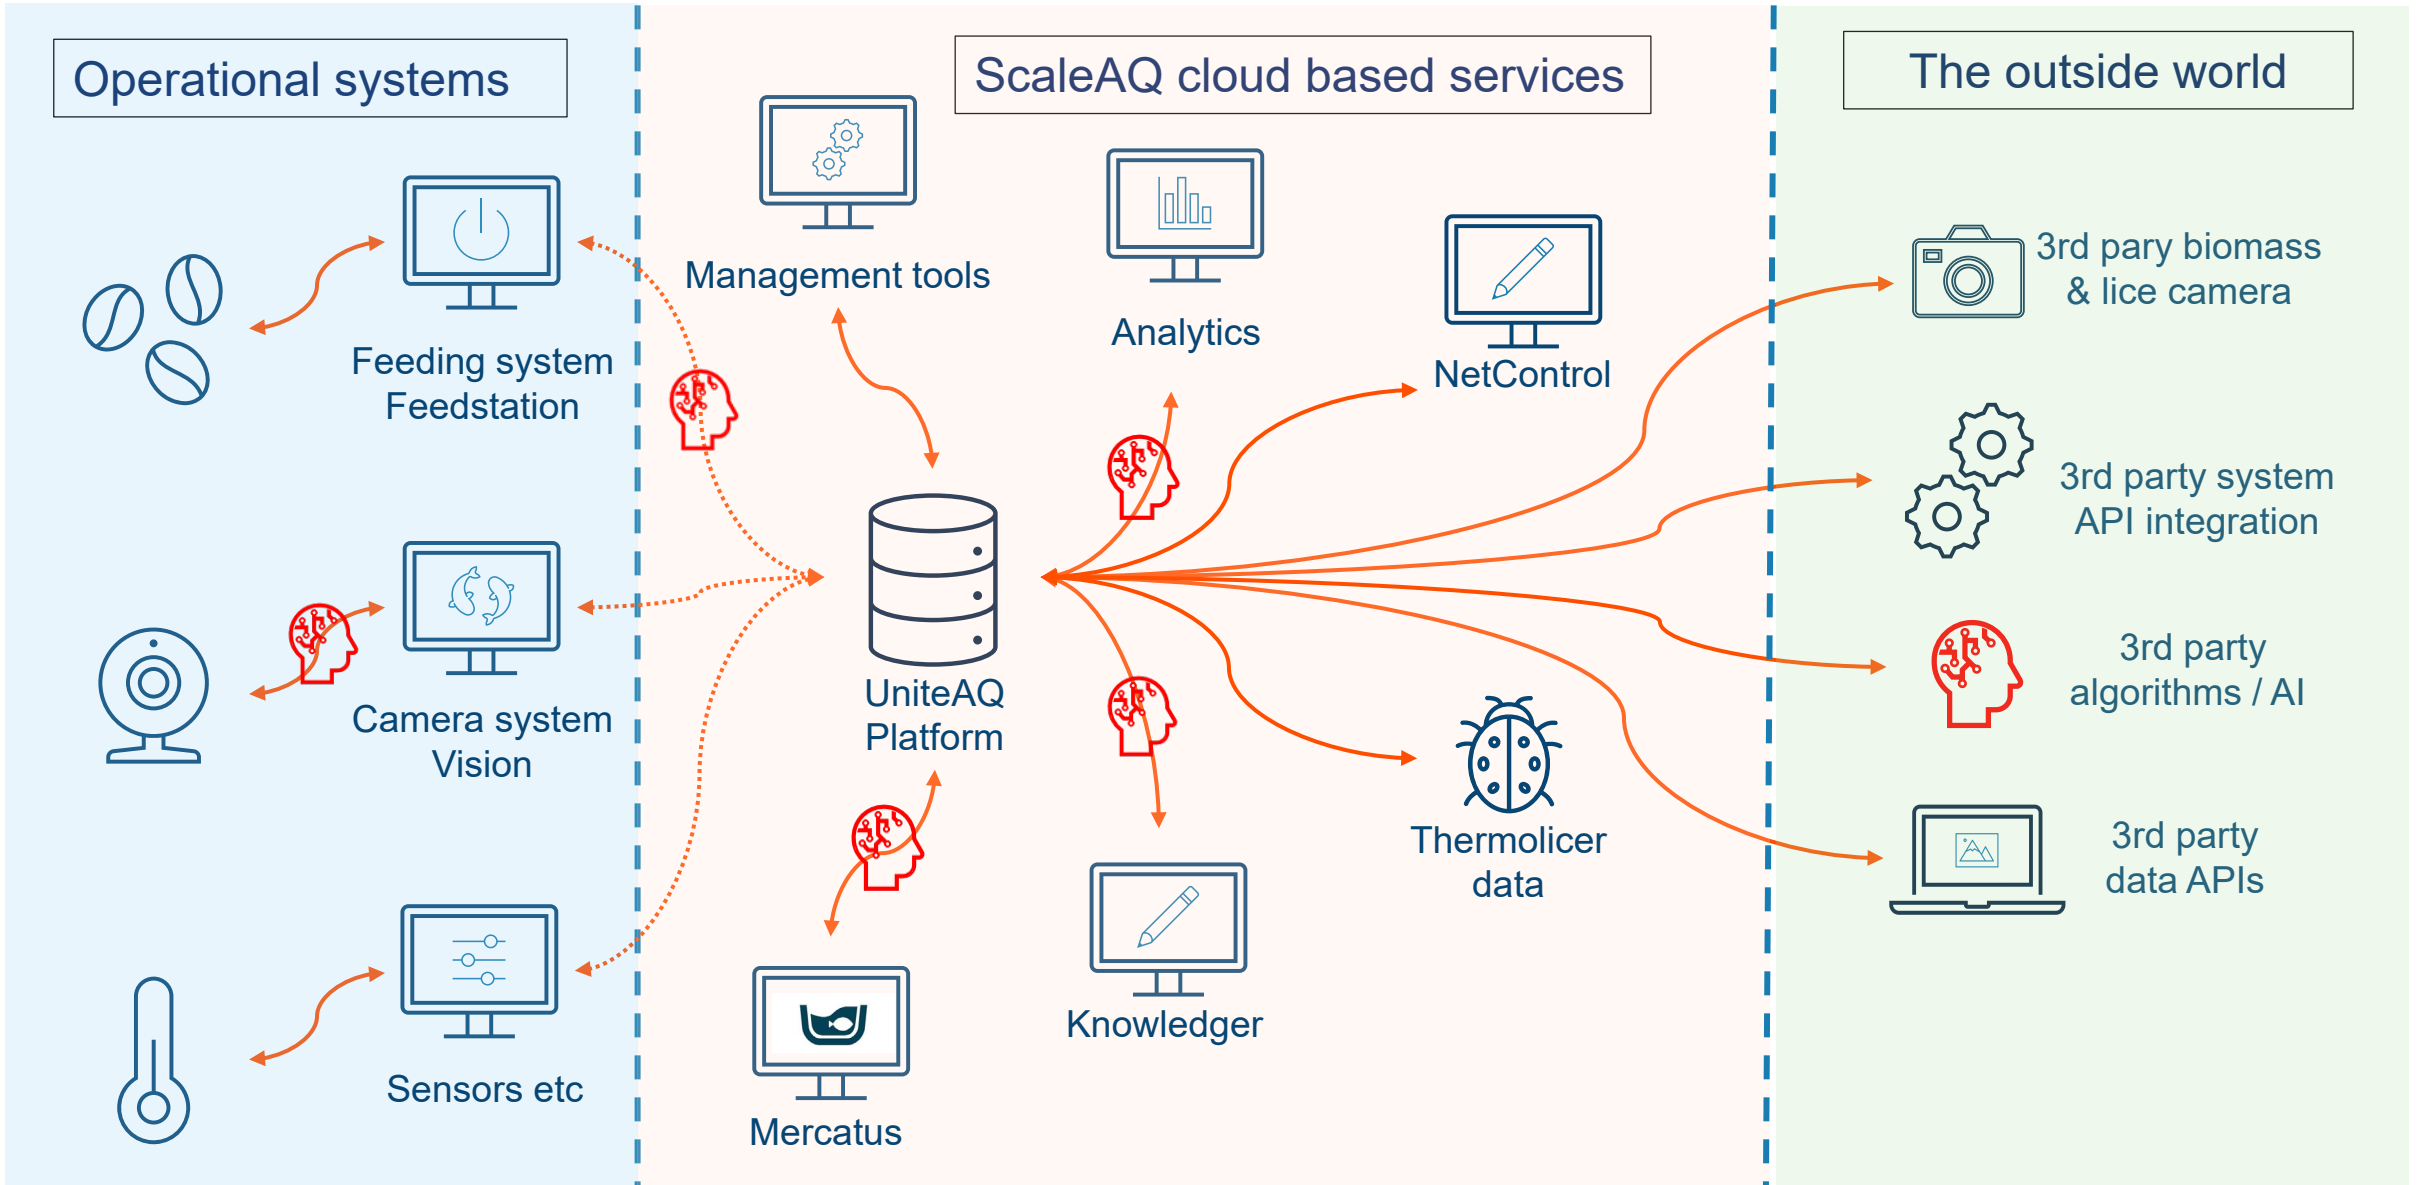 Operational systems
ScaleAQ cloud based services
The outside world
Feeding system
Feedstation
Camera system
Vision
Sensors etc
Management tools
Analytics
NetControl
UniteAQ
Platform
Thermolicer
data
Knowledger
Mercatus
3rd pary biomass
& lice camera
3rd party system
API integration
3rd party
algorithms / AI
3rd party
data APIs